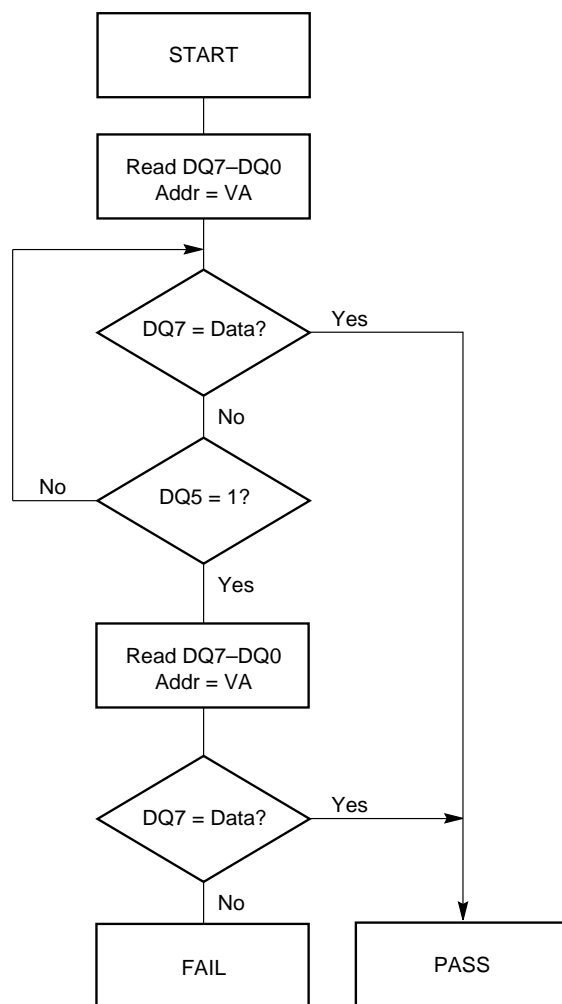 START
Read DQ7–DQ0
Addr = VA
DQ7 = Data?
Yes
No
DQ5 = 1?
No
Yes
Read DQ7–DQ0
Addr = VA
DQ7 = Data?
Yes
No
FAIL
PASS